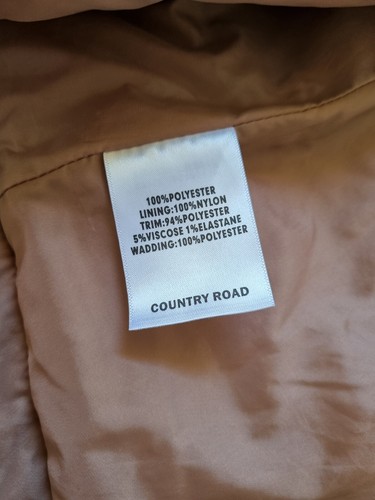 100%POLYESTER
LINING:100%NYLON
TRIM:94%POLYESTER
5%VISCOSE 1%ELASTANE
WADDING:100%POLYESTER
COUNTRY ROAD